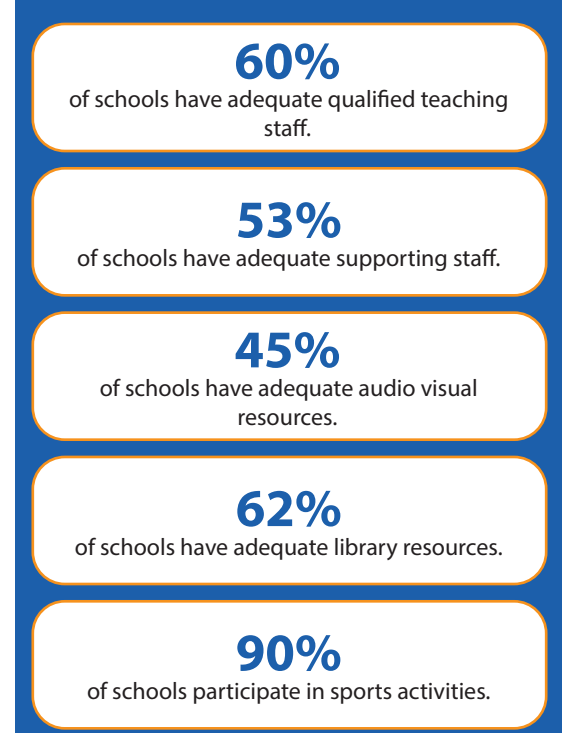 60%
of schools have adequate qualified teaching
staff.
53%
of schools have adequate supporting staff.
45%
of schools have adequate audio visual
resources.
62%
of schools have adequate library resources.
90%
of schools participate in sports activities.